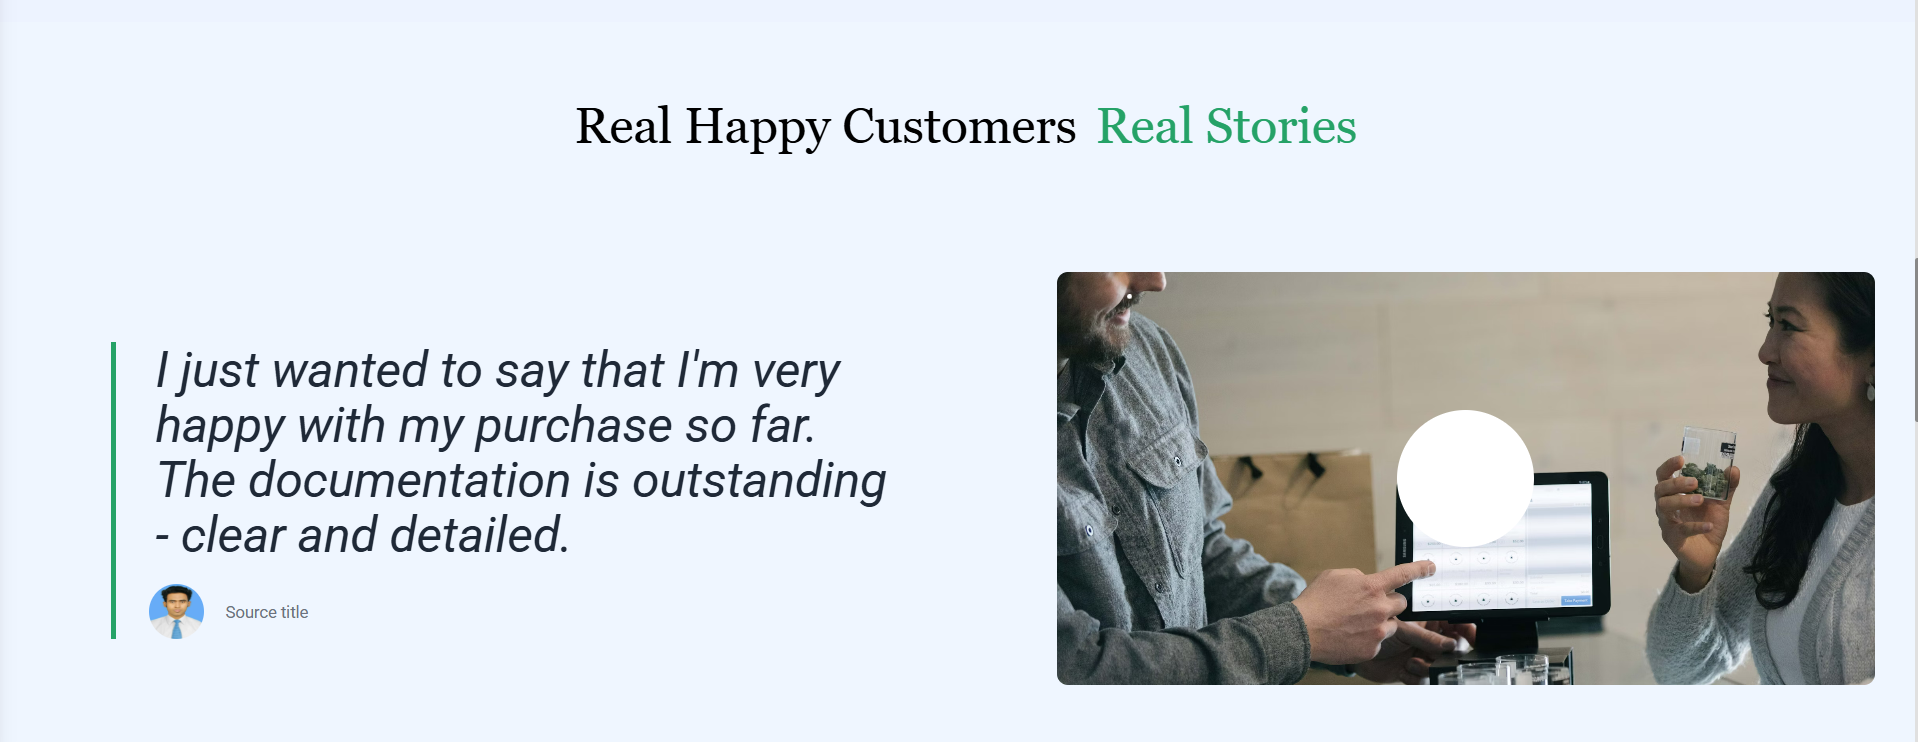 Real Happy Customers Real Stories
I just wanted to say that I'm very
happy with my purchase so far.
The documentation is outstanding
- clear and detailed.
Source title